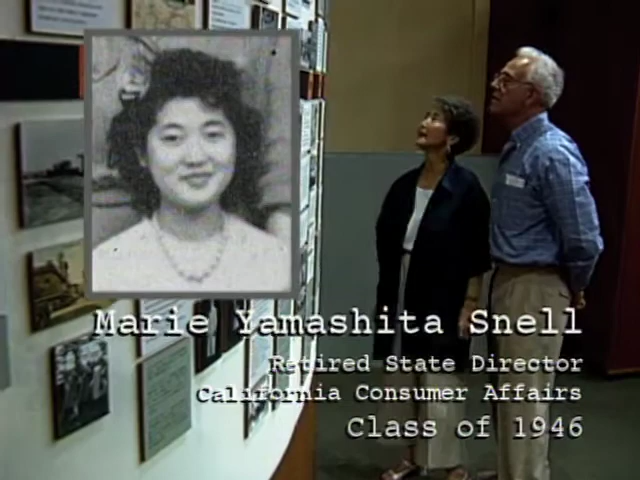 Marie Yamashita Snell
Retired State Director
California Consumer Affairs
Class of 1946